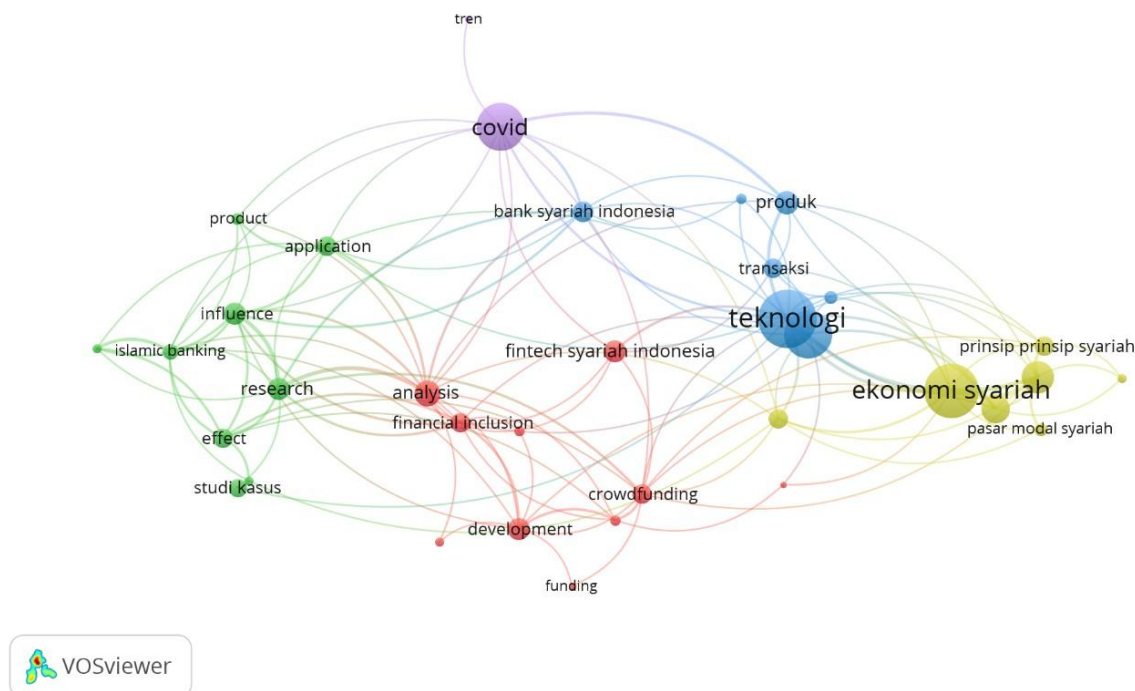 tren
covid
bank syariah indonesia
produk
product
application
transaksi
influence
teknologi
islamic banking
fintech syariah indonesia
prinsip prinsip syariah
research
analysis
ekonomi syariah
financial inclusion
pasar modal syariah
effect
studi kasus
crowdfunding
development
funding
VOSviewer